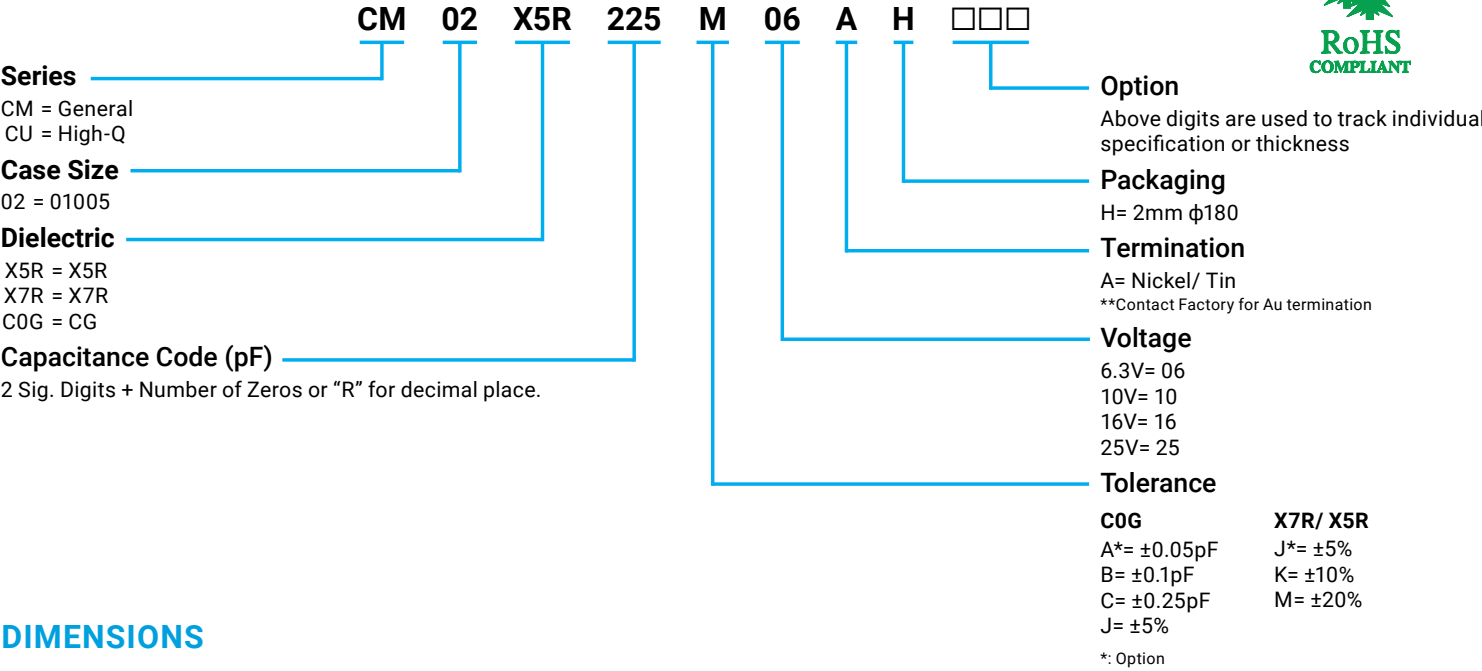 CM 02 X5R 225 M 06 A H □□□
RoHS
COMPLIANT
Series
CM = General
CU = High-Q
Case Size
02 = 01005
Dielectric
X5R = X5R
X7R = X7R
C0G = CG
Capacitance Code (pF)
2 Sig. Digits + Number of Zeros or “R” for decimal place.
Option
Above digits are used to track individual
specification or thickness
Packaging
H= 2mm ϕ180
Termination
A= Nickel/ Tin
**Contact Factory for Au termination
Voltage
6.3V= 06
10V= 10
16V= 16
25V= 25
Tolerance
C0G
A*= ±0.05pF
B= ±0.1pF
C= ±0.25pF
J= ±5%
X7R/ X5R
J*= ±5%
K= ±10%
M= ±20%
*: Option
DIMENSIONS